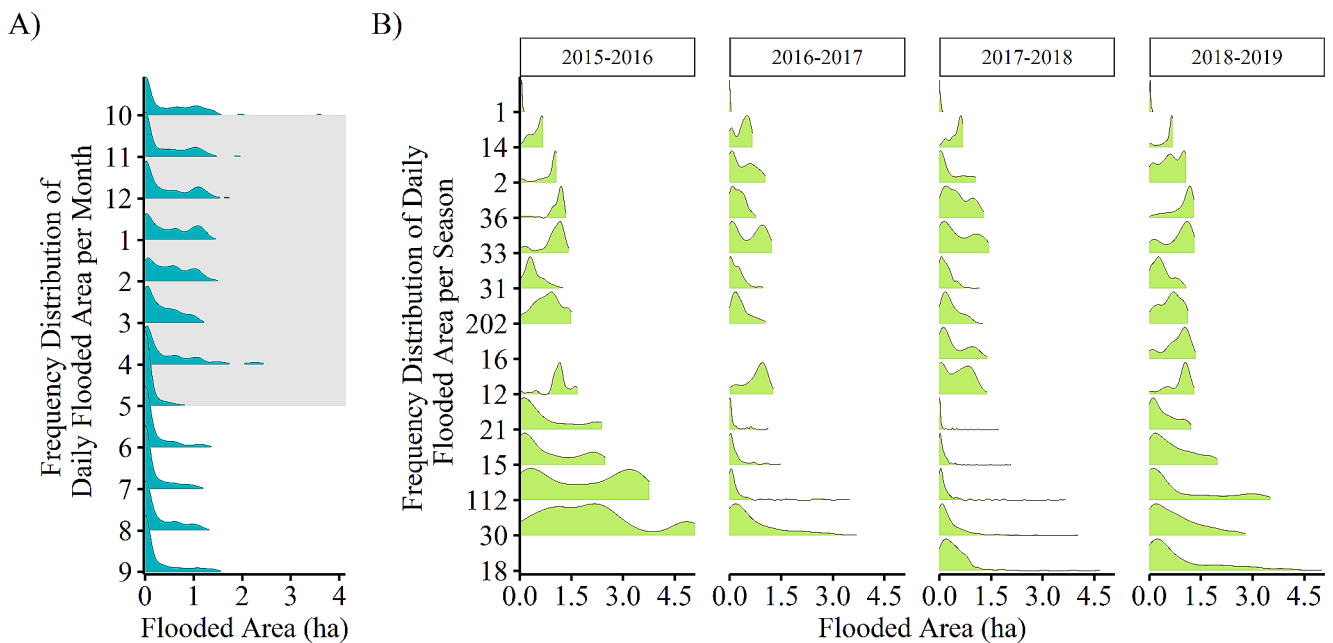 A)
B)
2015-2016
2016-2017
2017-2018
2018-2019
Frequency Distribution of
Daily Flooded Area per Month
10
11
12
1
2
3
4
5
6
7
8
9
0
1
2
3
4
Flooded Area (ha)
Frequency Distribution of Daily
Flooded Area per Season
1
14
2
36
33
31
202
16
12
21
15
112
30
18
0.0 1.5 3.0 4.5
0.0 1.5 3.0 4.5
0.0 1.5 3.0 4.5
0.0 1.5 3.0 4.5
Flooded Area (ha)